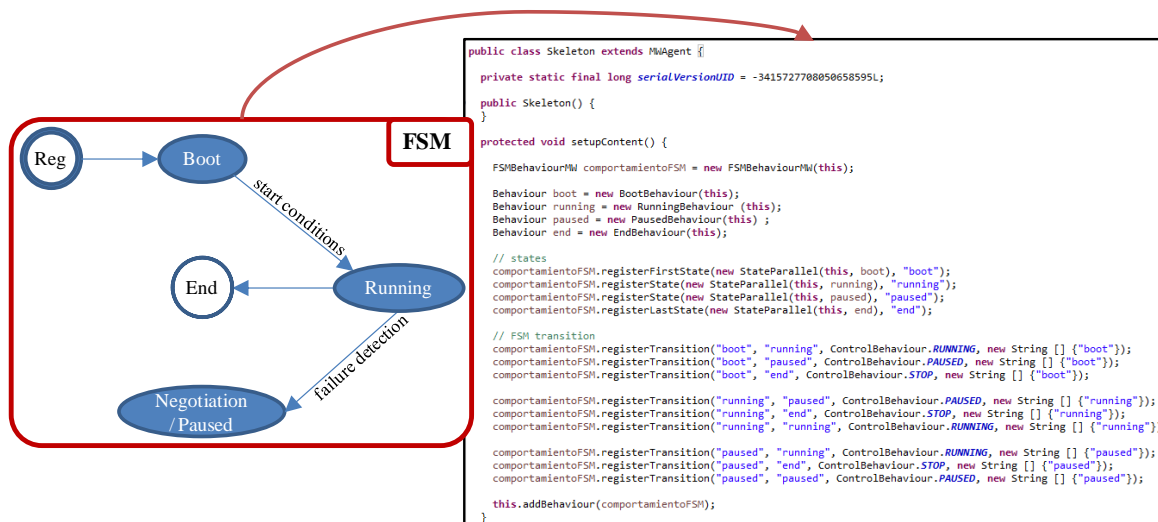 FSM
Reg
Boot
start conditions
End
Running
failure detection
Negotiation
/ Paused
public class Skeleton extends MWAgent {
private static final long serialVersionUID = -3415727708050658595L;
public Skeleton() {
}
protected void setupContent() {
FSMBehaviourMW comportamientoFSM = new FSMBehaviourMW(this);
Behaviour boot = new BootBehaviour(this);
Behaviour running = new RunningBehaviour (this);
Behaviour paused = new PausedBehaviour(this) ;
Behaviour end = new EndBehaviour(this);
// states
comportamientoFSM.registerFirstState(new StateParallel(this, boot), "boot");
comportamientoFSM.registerState(new StateParallel(this, running), "running");
comportamientoFSM.registerState(new StateParallel(this, paused), "paused");
comportamientoFSM.registerLastState(new StateParallel(this, end), "end");
// FSM transition
comportamientoFSM.registerTransition("boot", "running", ControlBehaviour.RUNNING, new String [] {"boot"});
comportamientoFSM.registerTransition("boot", "paused", ControlBehaviour.PAUSED, new String [] {"boot"});
comportamientoFSM.registerTransition("boot", "end", ControlBehaviour.STOP, new String [] {"boot"});
comportamientoFSM.registerTransition("running", "paused", ControlBehaviour.PAUSED, new String [] {"running"});
comportamientoFSM.registerTransition("running", "end", ControlBehaviour.STOP, new String [] {"running"});
comportamientoFSM.registerTransition("running", "running", ControlBehaviour.RUNNING, new String [] {"running"})
comportamientoFSM.registerTransition("paused", "running", ControlBehaviour.RUNNING, new String [] {"paused"});
comportamientoFSM.registerTransition("paused", "end", ControlBehaviour.STOP, new String [] {"paused"});
comportamientoFSM.registerTransition("paused", "paused", ControlBehaviour.PAUSED, new String [] {"paused"});
this.addBehaviour(comportamientoFSM);
}